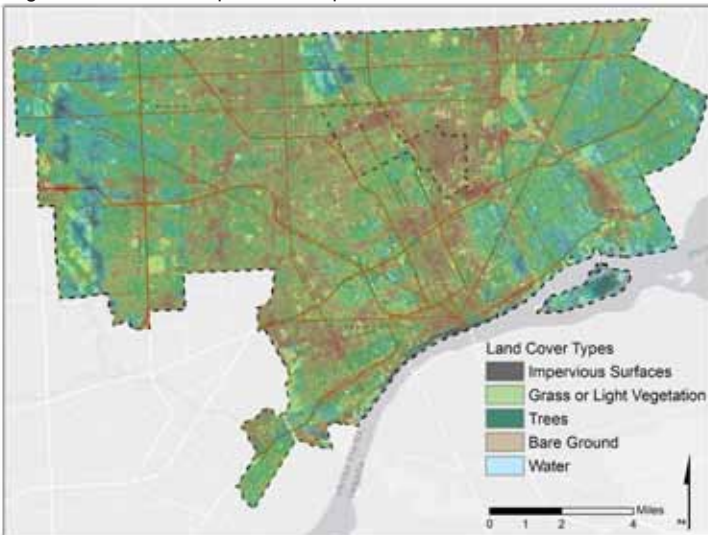 Land Cover Types
Impervious Surfaces
Grass or Light Vegetation
Trees
Bare Ground
Water
Miles
0 1 2 4